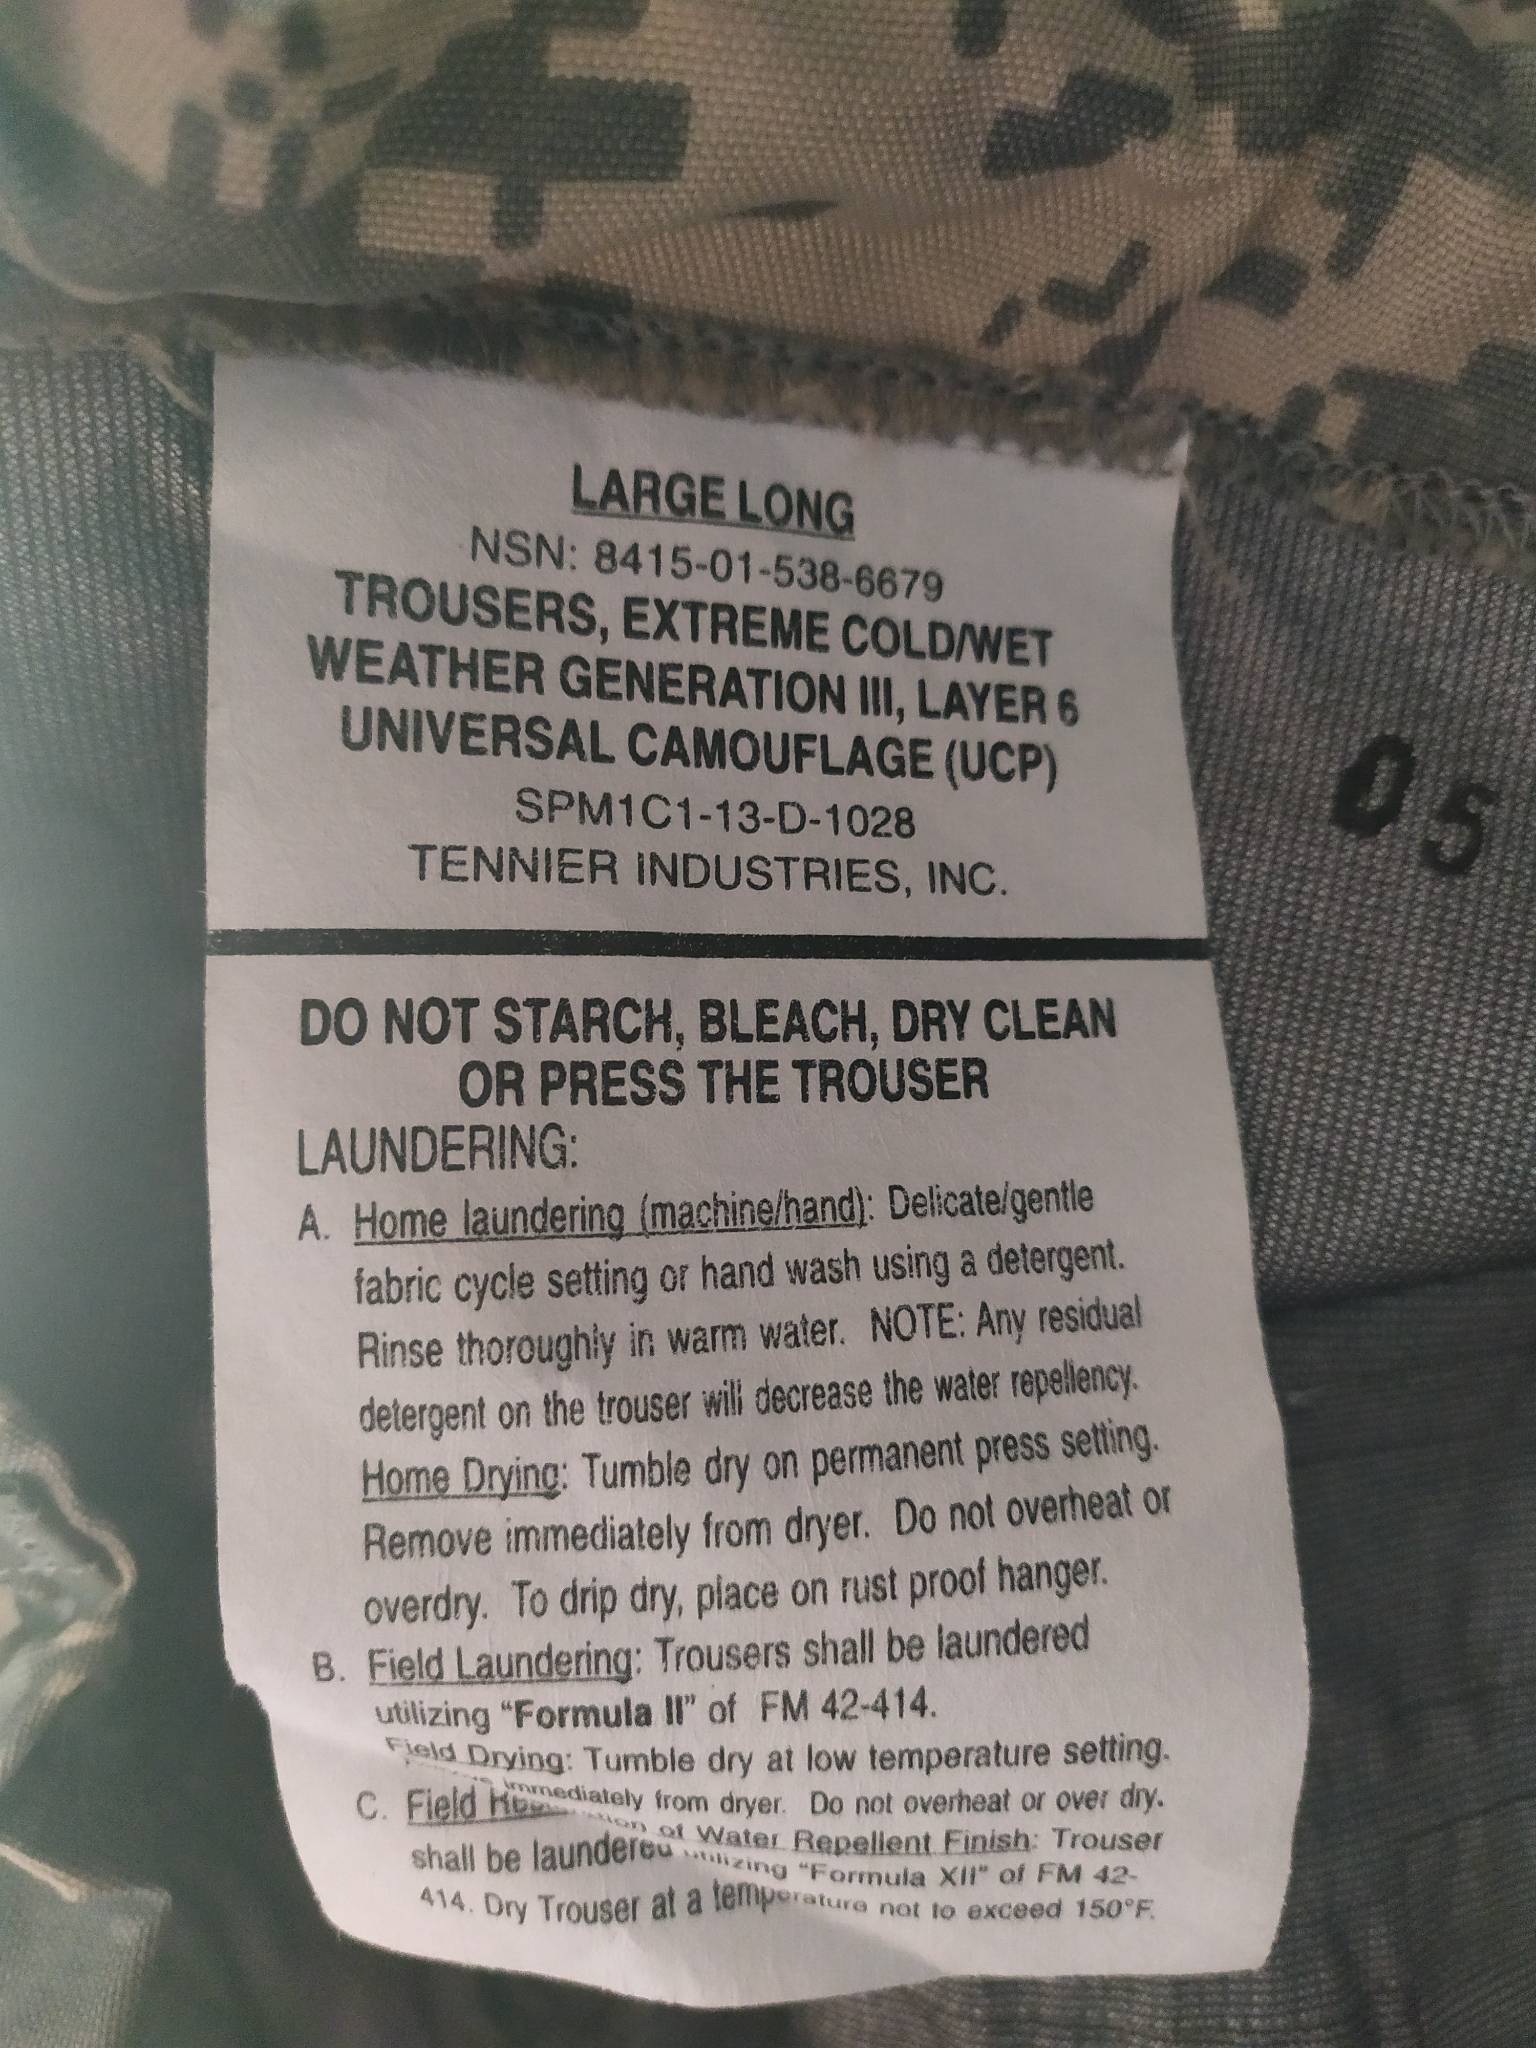 LARGE LONG
NSN: 8415-01-538-6679
TROUSERS, EXTREME COLD/WET
WEATHER GENERATION III, LAYER 6
UNIVERSAL CAMOUFLAGE (UCP)
SPM1C1-13-D-1028
TENNIER INDUSTRIES, INC.
05
DO NOT STARCH, BLEACH, DRY CLEAN
OR PRESS THE TROUSER
LAUNDERING:
A. Home laundering (machine/hand): Delicate/gentle
fabric cycle setting or hand wash using a detergent.
Rinse thoroughly in warm water. NOTE: Any residual
detergent on the trouser will decrease the water repellency.
Home Drying: Tumble dry on permanent press setting.
Remove immediately from dryer. Do not overheat or
overdry. To drip dry, place on rust proof hanger.
B. Field Laundering: Trousers shall be laundered
utilizing “Formula II” of FM 42-414.
Field Drying: Tumble dry at low temperature setting.
immediately from dryer. Do not overheat or over dry.
C. Field of Water Repellent Finish: Trouser
shall be laundered utilizing “Formula XII” of FM 42-
414. Dry Trouser at a temperature not to exceed 150°F.